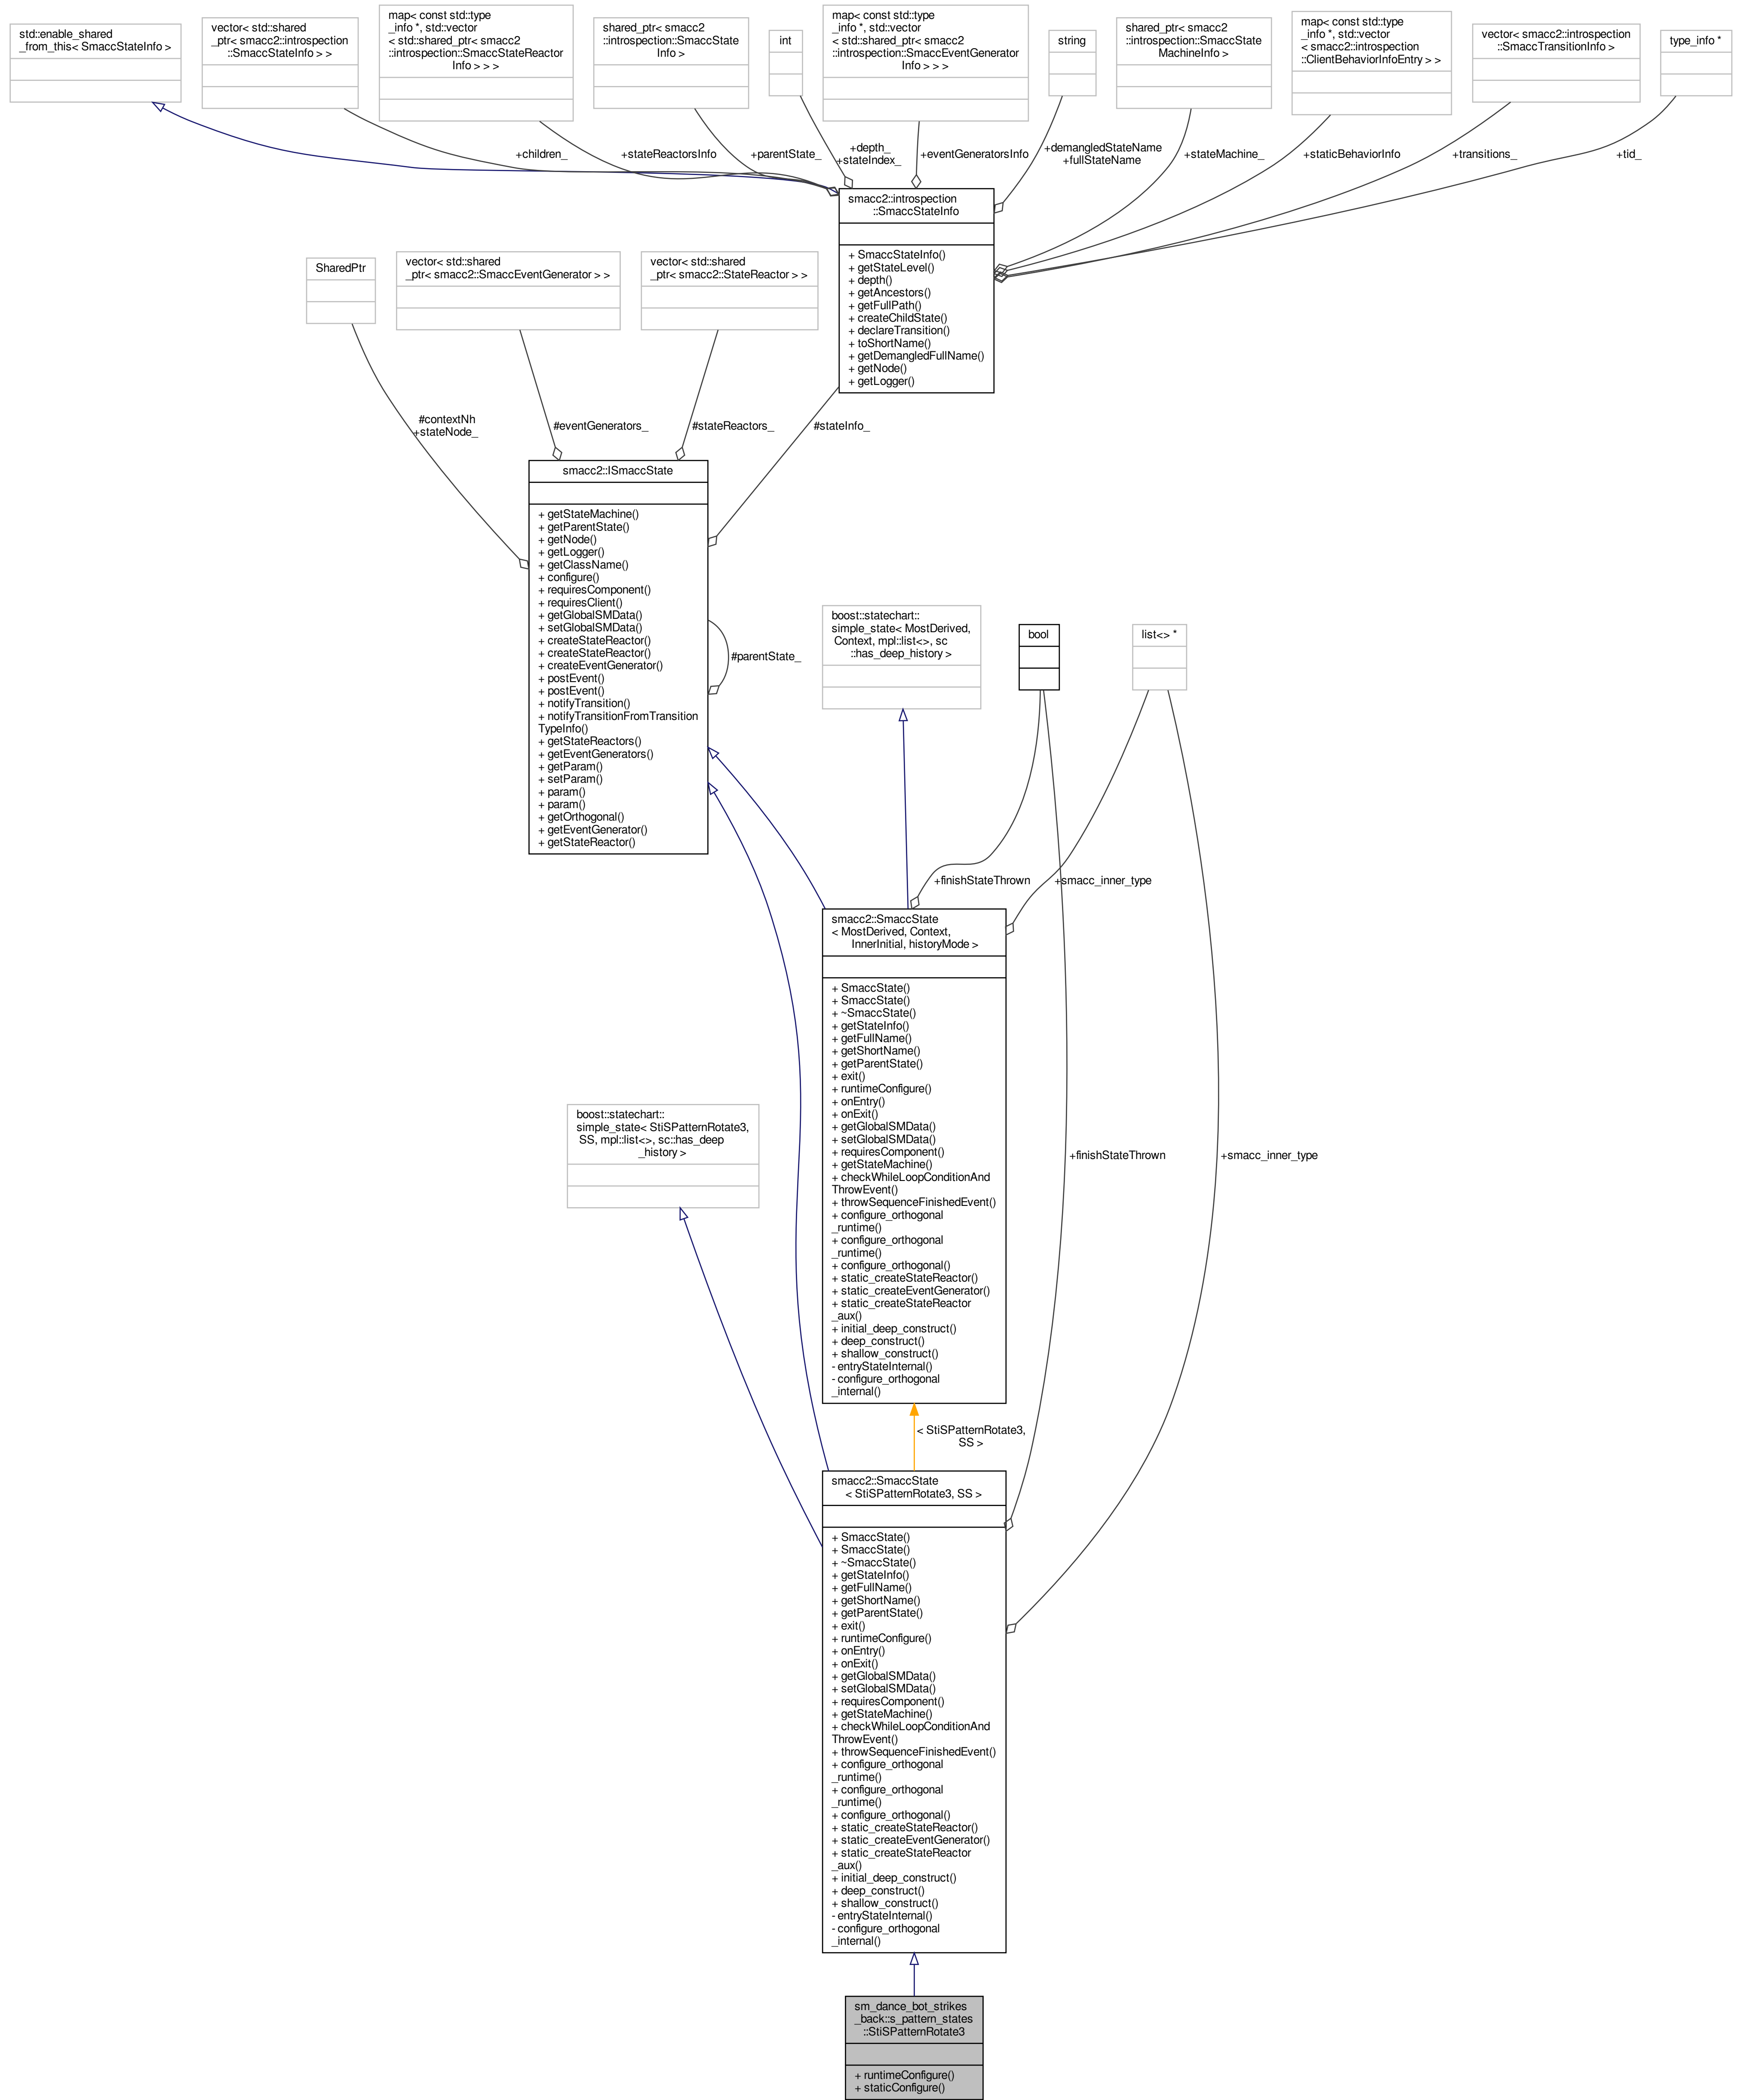 std::enable_shared
_from_this< SmaccStateInfo >
vector< std::shared
_ptr< smacc2::introspection
::SmaccStateInfo > >
map< const std::type
_info *, std::vector
< std::shared_ptr< smacc2
::introspection::SmaccStateReactor
Info > > >
shared_ptr< smacc2
::introspection::SmaccState
Info >
int
map< const std::type
_info *, std::vector
< std::shared_ptr< smacc2
::introspection::SmaccEventGenerator
Info > > >
string
shared_ptr< smacc2
::introspection::SmaccState
MachineInfo >
map< const std::type
_info *, std::vector
< smacc2::introspection
::ClientBehaviorInfoEntry > >
vector< smacc2::introspection
::SmaccTransitionInfo >
type_info *
+children_
+stateReactorsInfo
+parentState_
+depth_
+stateIndex_
+eventGeneratorsInfo
+demangledStateName
+fullStateName
+stateMachine_
+staticBehaviorInfo
+transitions_
+tid_
smacc2::introspection
::SmaccStateInfo
+ SmaccStateInfo()
+ getStateLevel()
+ depth()
+ getAncestors()
+ getFullPath()
+ createChildState()
+ declareTransition()
+ toShortName()
+ getDemangledFullName()
+ getNode()
+ getLogger()
SharedPtr
vector< std::shared
_ptr< smacc2::SmaccEventGenerator > >
vector< std::shared
_ptr< smacc2::StateReactor > >
#contextNh
+stateNode_
#eventGenerators_
#stateReactors_
#stateInfo_
smacc2::ISmaccState
+ getStateMachine()
+ getParentState()
+ getNode()
+ getLogger()
+ getClassName()
+ configure()
+ requiresComponent()
+ requiresClient()
+ getGlobalSMData()
+ setGlobalSMData()
+ createStateReactor()
+ createStateReactor()
+ createEventGenerator()
+ postEvent()
+ postEvent()
+ notifyTransition()
+ notifyTransitionFromTransition
TypeInfo()
+ getStateReactors()
+ getEventGenerators()
+ getParam()
+ setParam()
+ param()
+ param()
+ getOrthogonal()
+ getEventGenerator()
+ getStateReactor()
#parentState_
boost::statechart::
simple_state< MostDerived,
Context, mpl::list<>, sc
::has_deep_history >
bool
list<> *
+finishStateThrown
+smacc_inner_type
smacc2::SmaccState
< MostDerived, Context,
InnerInitial, historyMode >
+ SmaccState()
+ SmaccState()
+ ~SmaccState()
+ getStateInfo()
+ getFullName()
+ getShortName()
+ getParentState()
+ exit()
+ runtimeConfigure()
+ onEntry()
+ onExit()
+ getGlobalSMData()
+ setGlobalSMData()
+ requiresComponent()
+ getStateMachine()
+ checkWhileLoopConditionAnd
ThrowEvent()
+ throwSequenceFinishedEvent()
+ configure_orthogonal
_runtime()
+ configure_orthogonal
_runtime()
+ configure_orthogonal()
+ static_createStateReactor()
+ static_createEventGenerator()
+ static_createStateReactor
_aux()
+ initial_deep_construct()
+ deep_construct()
+ shallow_construct()
- entryStateInternal()
- configure_orthogonal
_internal()
boost::statechart::
simple_state< StiSPatternRotate3,
SS, mpl::list<>, sc::has_deep
_history >
+finishStateThrown
+smacc_inner_type
< StiSPatternRotate3,
SS >
smacc2::SmaccState
< StiSPatternRotate3, SS >
+ SmaccState()
+ SmaccState()
+ ~SmaccState()
+ getStateInfo()
+ getFullName()
+ getShortName()
+ getParentState()
+ exit()
+ runtimeConfigure()
+ onEntry()
+ onExit()
+ getGlobalSMData()
+ setGlobalSMData()
+ requiresComponent()
+ getStateMachine()
+ checkWhileLoopConditionAnd
ThrowEvent()
+ throwSequenceFinishedEvent()
+ configure_orthogonal
_runtime()
+ configure_orthogonal
_runtime()
+ configure_orthogonal()
+ static_createStateReactor()
+ static_createEventGenerator()
+ static_createStateReactor
_aux()
+ initial_deep_construct()
+ deep_construct()
+ shallow_construct()
- entryStateInternal()
- configure_orthogonal
_internal()
sm_dance_bot_strikes
_back::s_pattern_states
::StiSPatternRotate3
+ runtimeConfigure()
+ staticConfigure()